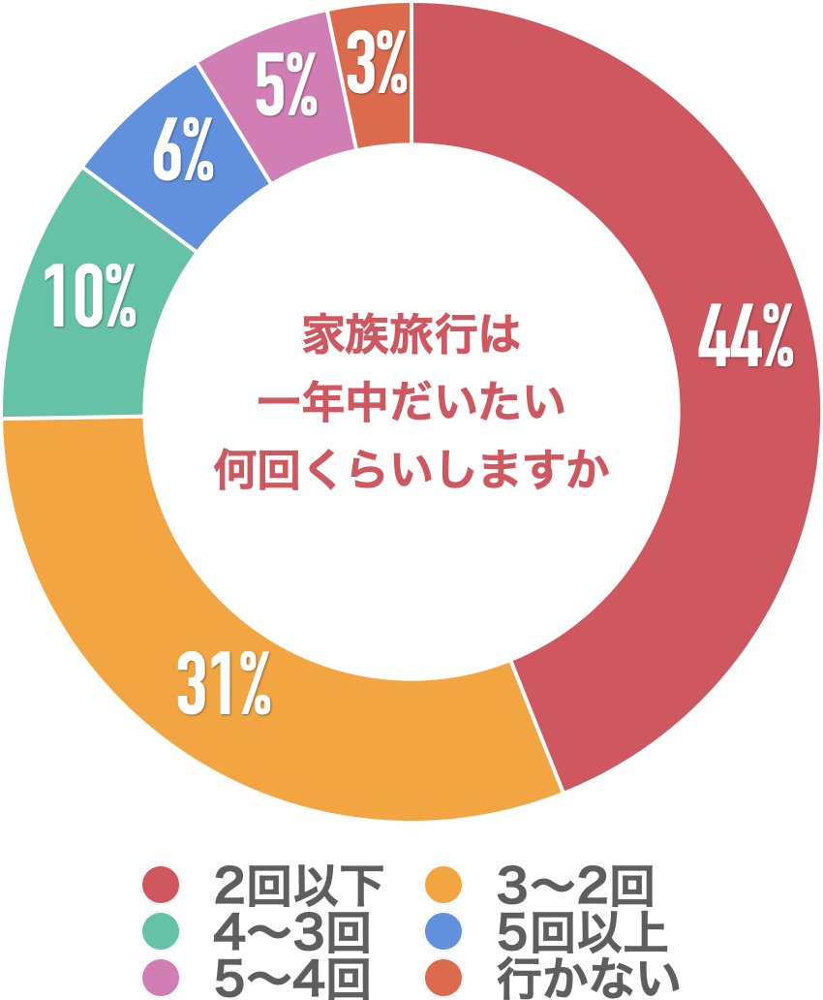 3%
5%
6%
10%
44%
31%
家族旅行は
一年中だいたい
何回くらいしますか
2回以下
3〜2回
4〜3回
5回以上
5〜4回
行かない